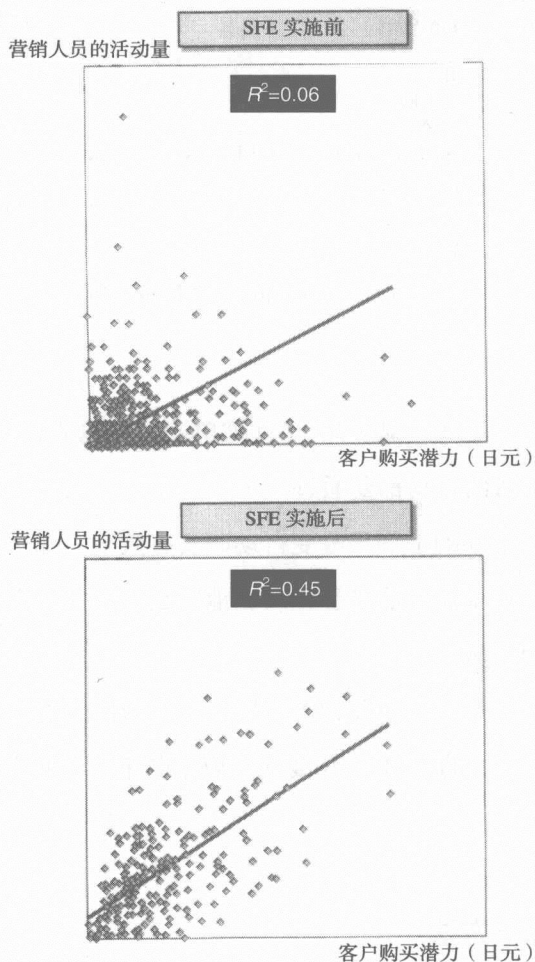 SFE 实施前
营销人员的活动量
R²=0.06
客户购买潜力（日元）
SFE 实施后
营销人员的活动量
R²=0.45
客户购买潜力（日元）